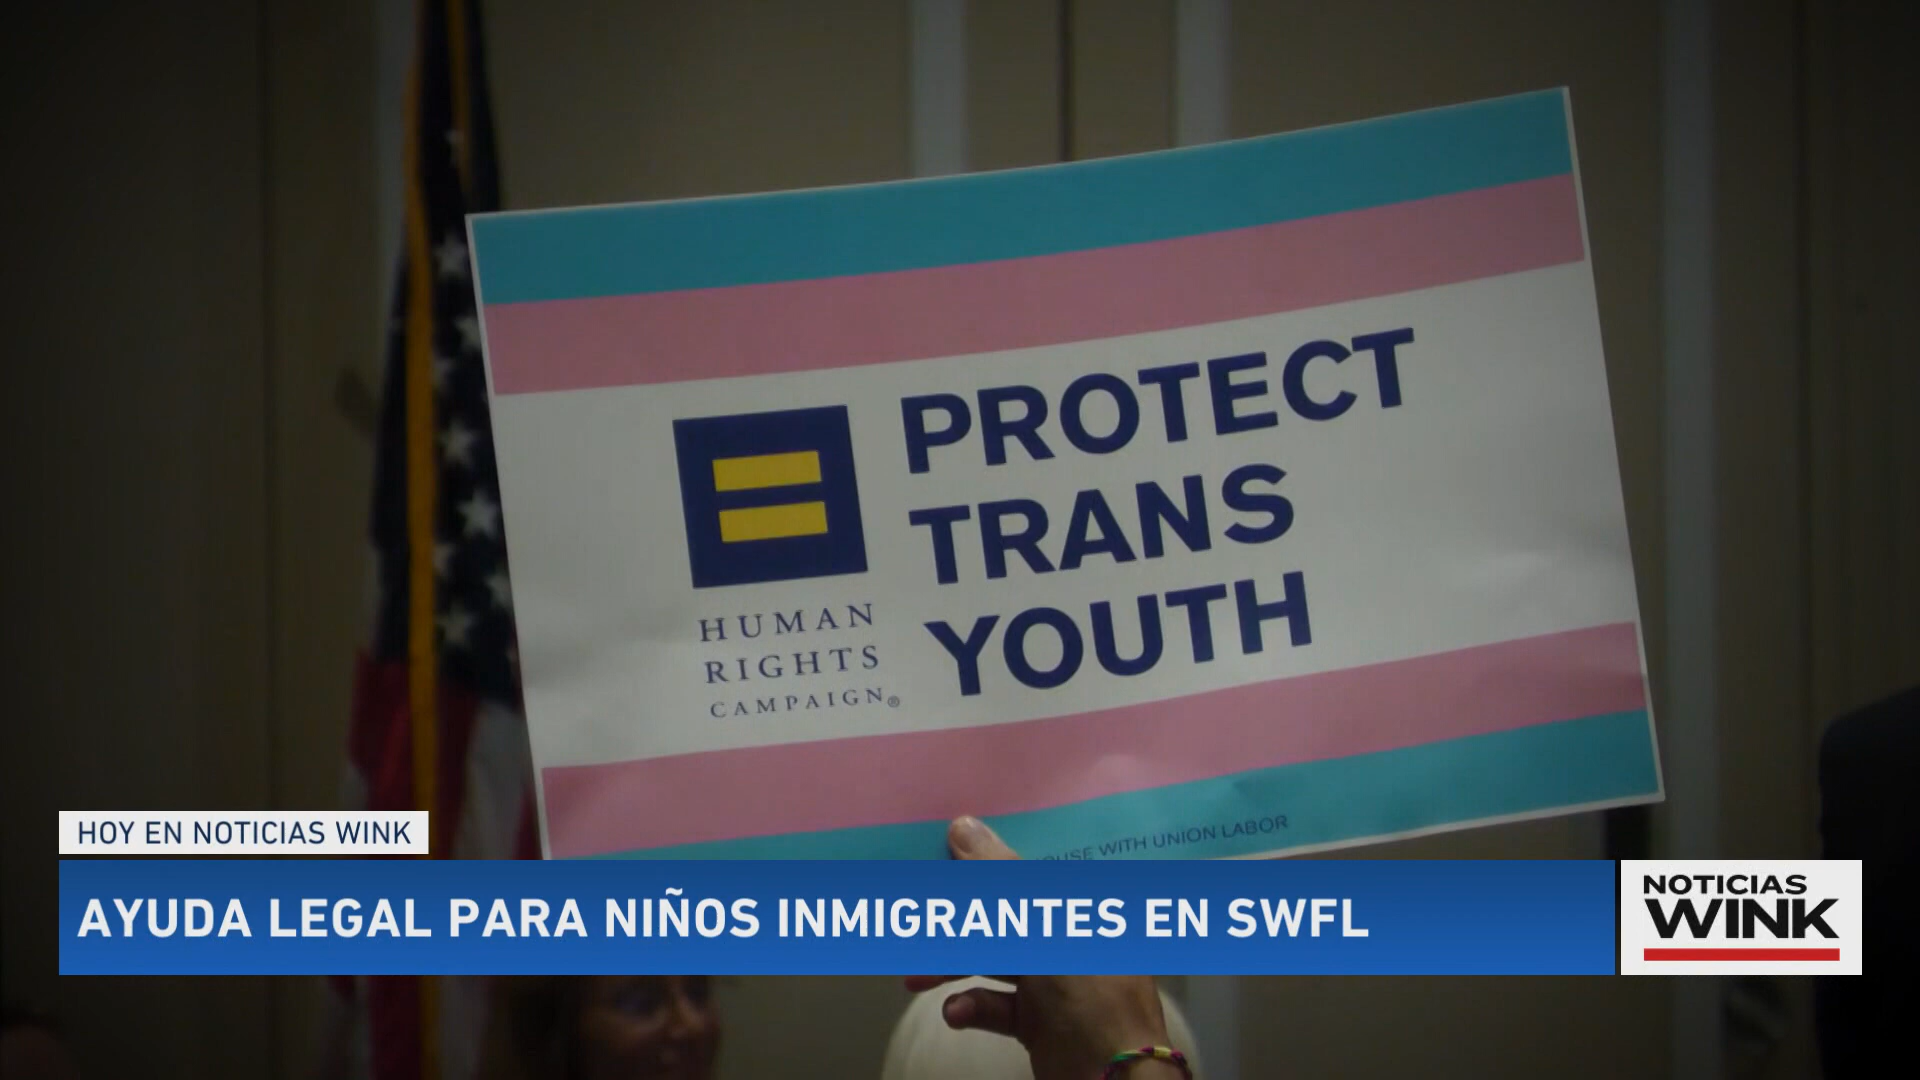 PROTECT
TRANS
YOUTH
HUMAN
RIGHTS
CAMPAIGN®
WITH UNION LABOR
HOY EN NOTICIAS WINK
AYUDA LEGAL PARA NIÑOS INMIGRANTES EN SWFL
NOTICIAS
WINK